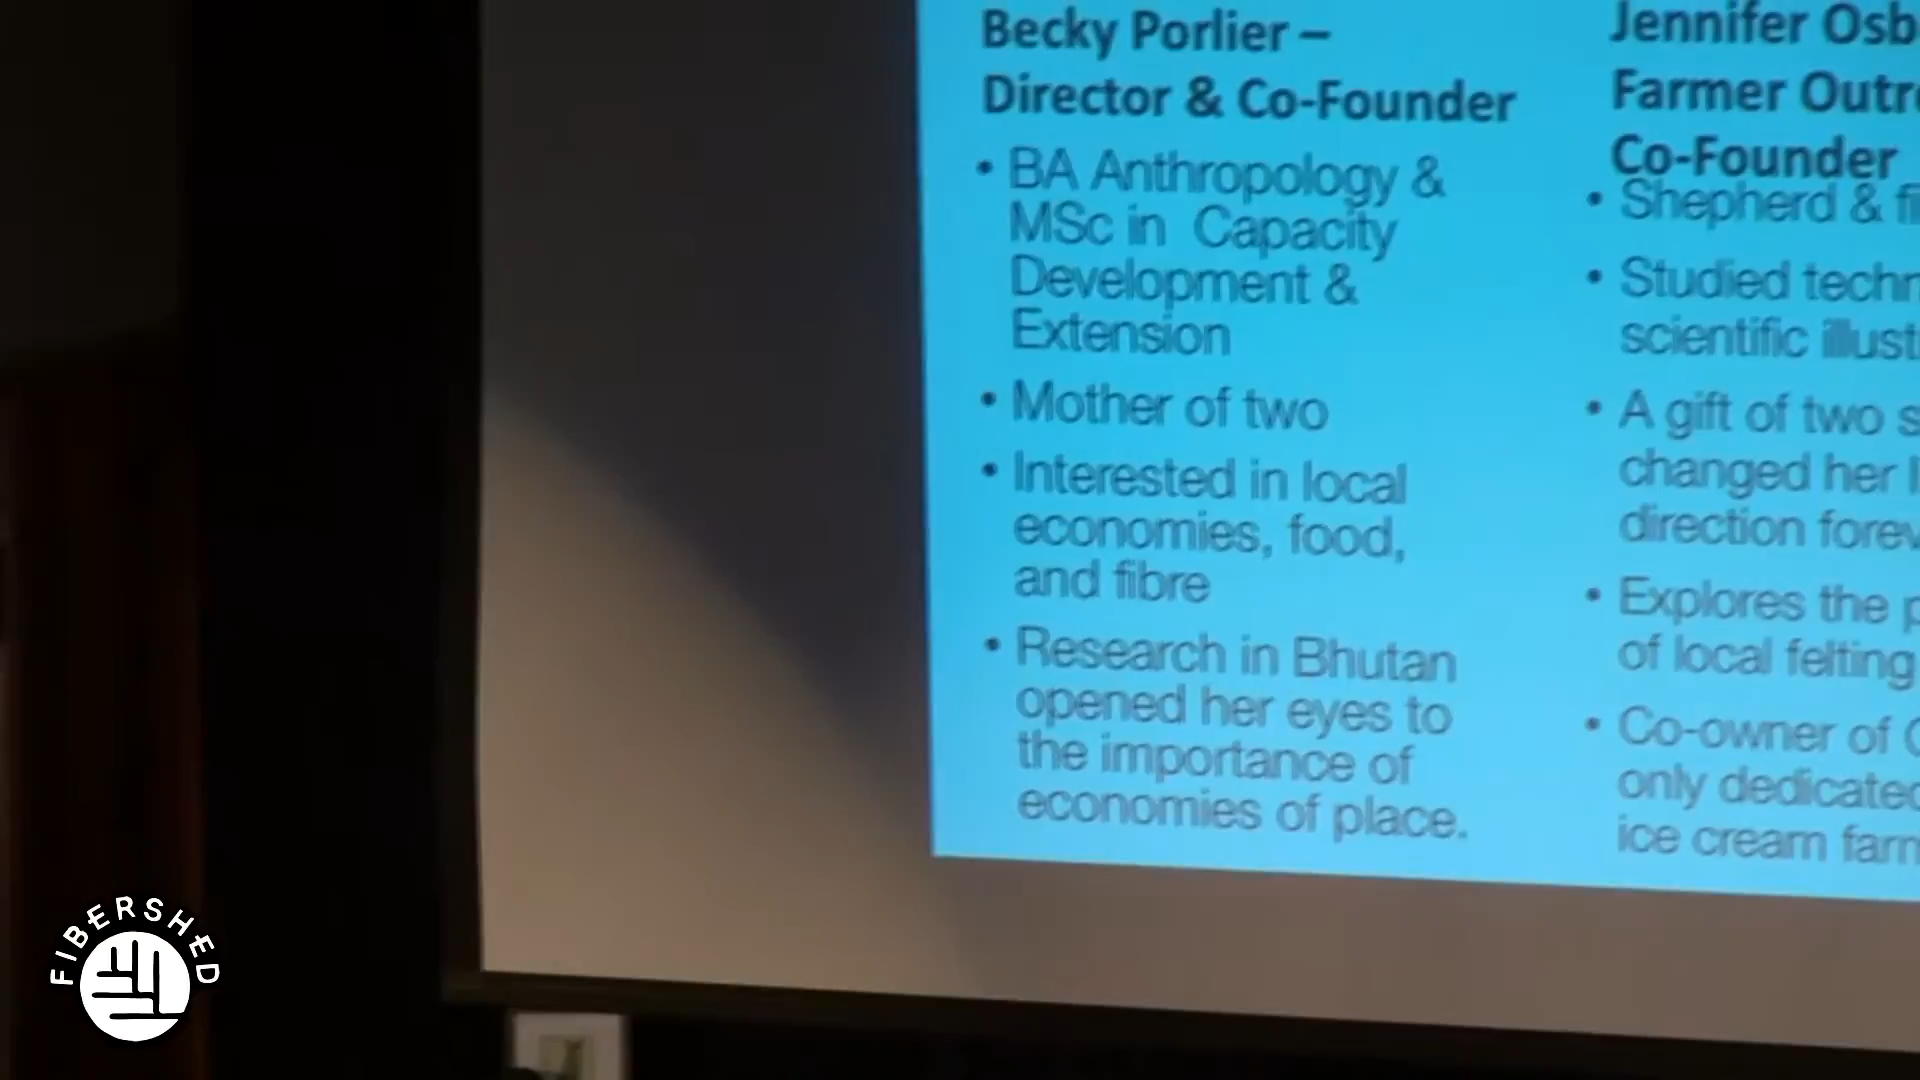 Becky Porlier –
Director & Co-Founder
• BA Anthropology &
MSc in Capacity
Development &
Extension
• Mother of two
• Interested in local
economies, food,
and fibre
• Research in Bhutan
opened her eyes to
the importance of
economies of place.
Jennifer
Farmer
Co-Founder
• Shepherd &
• Studied
scientific
• A gift of two
changed her
direction
• Explores the
of local felting
• Co-owner of
only dedicated
ice cream
FIBERSHED